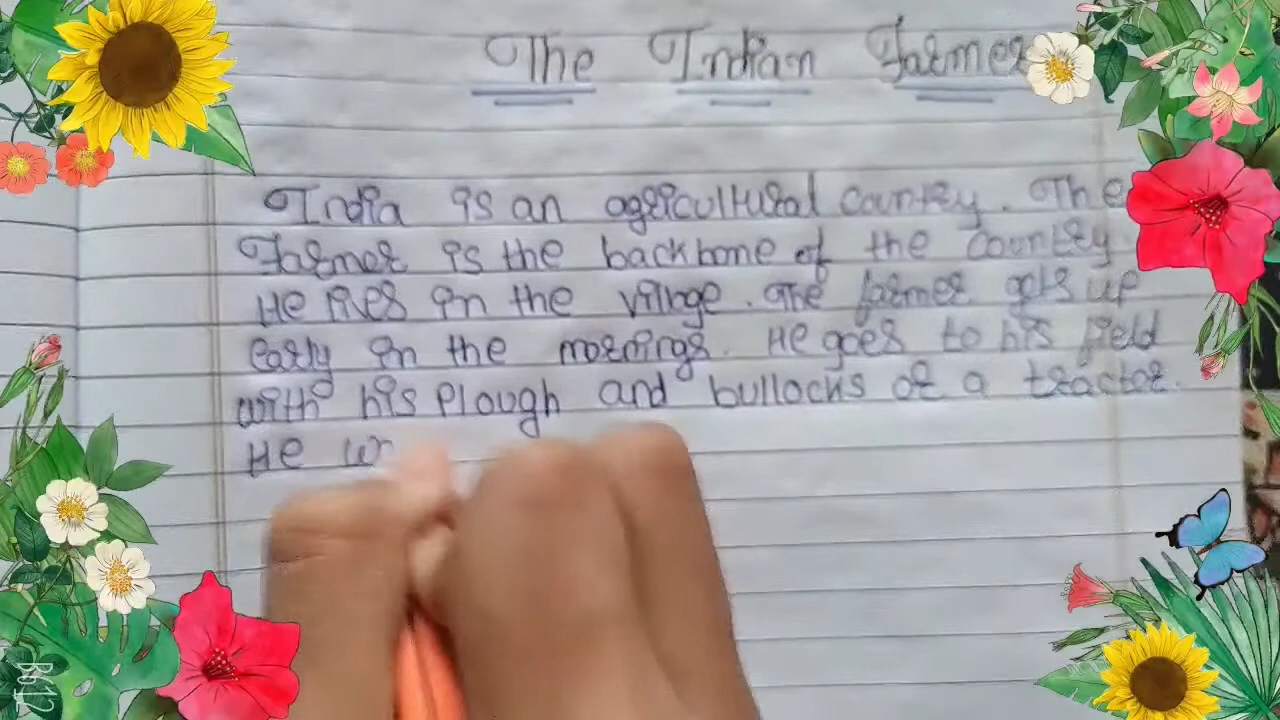 The Indian Farmer
India is an agricultural country. The
Farmer is the backbone of the country
He lives in the village. The farmer gets up
early in the mornings. He goes to his field
with his Plough and bullocks or a tractor.
He
B612